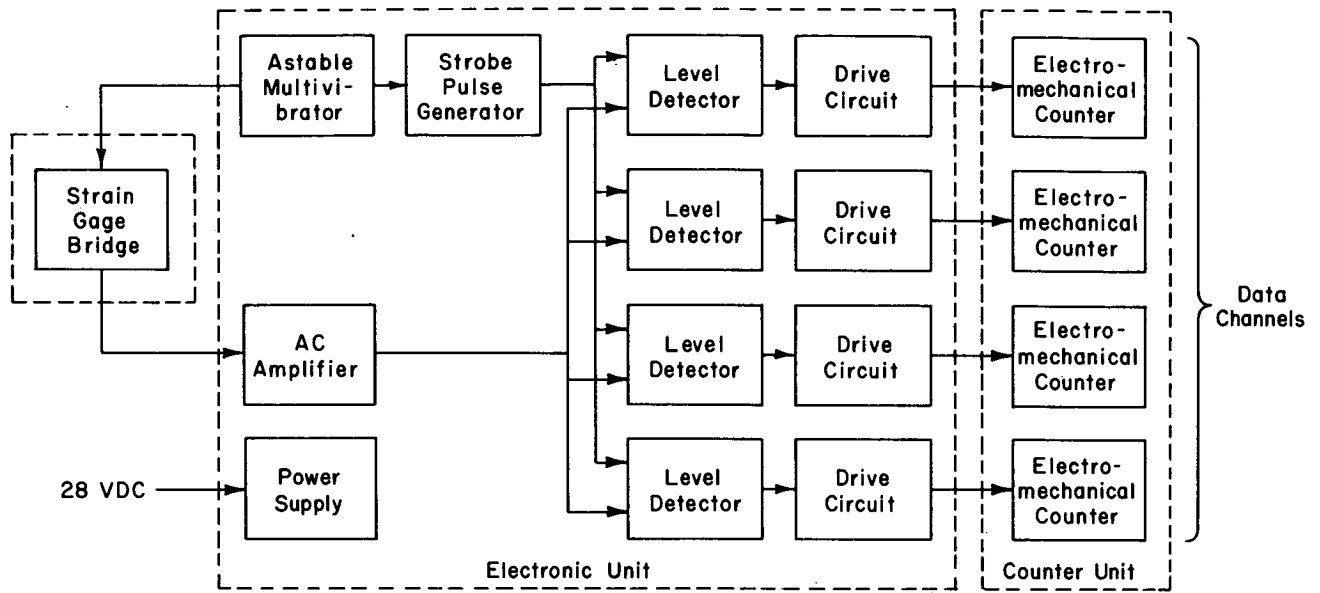 Astable
Multivi-
brator
Strobe
Pulse
Generator
Level
Detector
Drive
Circuit
Electro-
mechanical
Counter
Strain
Gage
Bridge
Level
Detector
Drive
Circuit
Electro-
mechanical
Counter
AC
Amplifier
Level
Detector
Drive
Circuit
Electro-
mechanical
Counter
Data
Channels
28 VDC
Power
Supply
Level
Detector
Drive
Circuit
Electro-
mechanical
Counter
Electronic Unit
Counter Unit